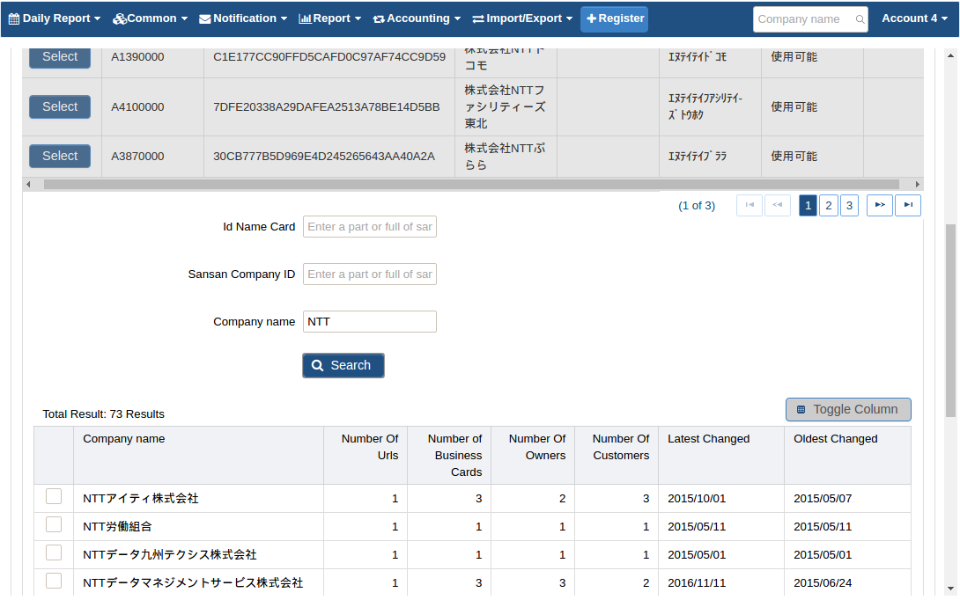 Daily Report Common Notification Report Accounting Import/Export Register Company name Account 4
Select A1390000 C1E177CC90FFD5CAFD0C97AF74CC9D59 株式会社NTTド
コモ エヌテイテイドコモ 使用可能
Select A4100000 7DFE20338A29DAFEA2513A78BE14D5BB 株式会社NTTフ
ァシリティーズ
東北 エヌテイテイフアシリテイ-
ズトウホク 使用可能
Select A3870000 30CB777B5D969E4D245265643AA40A2A 株式会社NTTぷ
らら エヌテイテイプララ 使用可能
(1 of 3) 1 2 3
Id Name Card Enter a part or full of san
Sansan Company ID Enter a part or full of san
Company name NTT
Search
Total Result: 73 Results
Toggle Column
Company name Number Of
Urls Number of
Business
Cards Number Of
Owners Number Of
Customers Latest Changed Oldest Changed
NTTアイティ株式会社 1 3 2 3 2015/10/01 2015/05/07
NTT労働組合 1 1 1 1 2015/05/11 2015/05/11
NTTデータ九州テクシス株式会社 1 1 1 1 2015/05/01 2015/05/01
NTTデータマネジメントサービス株式会社 1 3 3 2 2016/11/11 2015/06/24